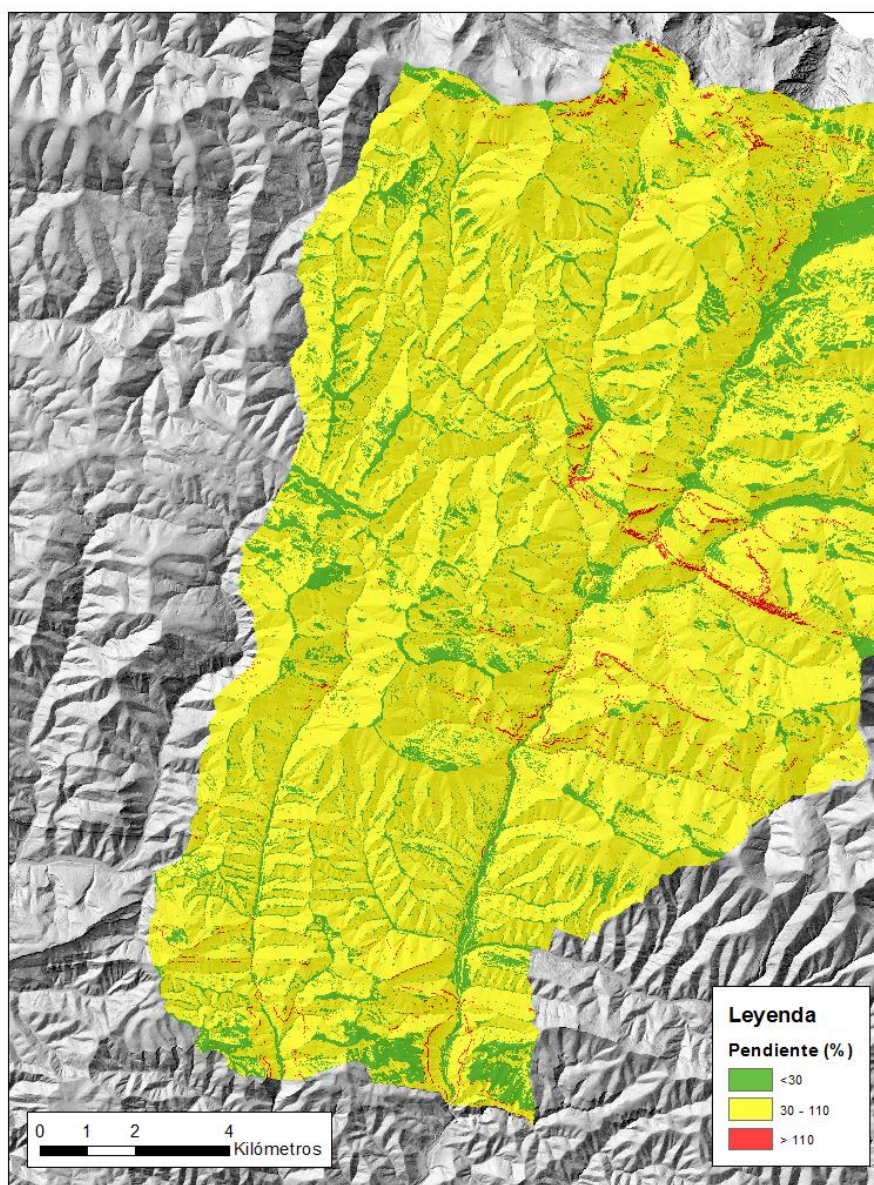 Leyenda
Pendiente (%)
<30
30 - 110
> 110
0 1 2 4
Kilómetros